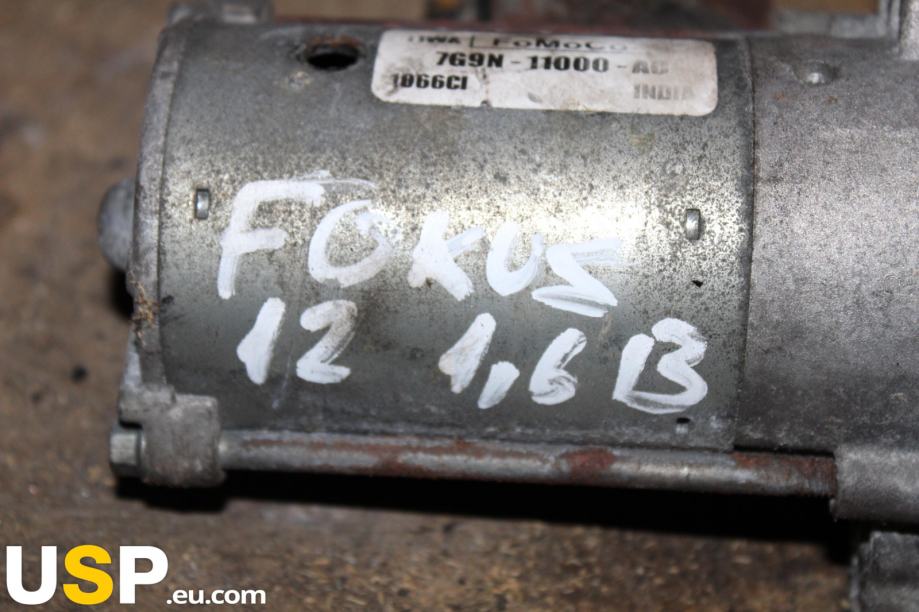 FoMoCo
7G9N-11000-AC
1066CI INDIA
FOKUS
12 1,6B
USP.eu.com